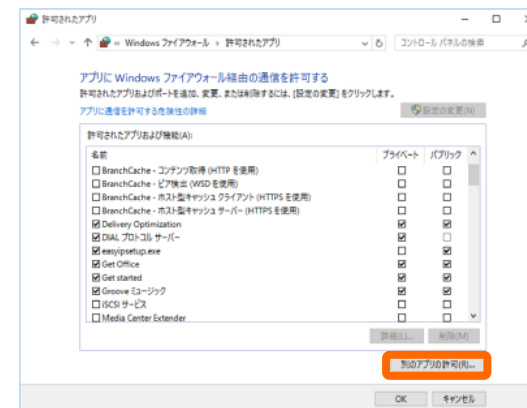 許可されたアプリ
« Windows ファイアウォール › 許可されたアプリ
コントロール パネルの検索
アプリに Windows ファイアウォール経由の通信を許可する
許可されたアプリおよびポートを追加、変更、または削除するには、[設定の変更] をクリックします。
アプリに通信を許可する危険性の詳細
設定の変更(N)
許可されたアプリおよび機能(A):
名前 プライベート パブリック
BranchCache - コンテンツ取得 (HTTP を使用)
BranchCache - ピア検出 (WSD を使用)
BranchCache - ホスト型キャッシュ クライアント (HTTPS を使用)
BranchCache - ホスト型キャッシュ サーバー (HTTPS を使用)
Delivery Optimization
DIAL プロトコル サーバー
easyipsetup.exe
Get Office
Get started
Groove ミュージック
iSCSI サービス
Media Center Extender
詳細(L)... 削除(M)
別のアプリの許可(R)...
OK キャンセル